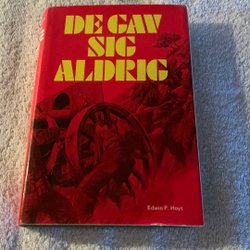 DE GAV
SIG
ALDRIG
Edwin P. Hoyt